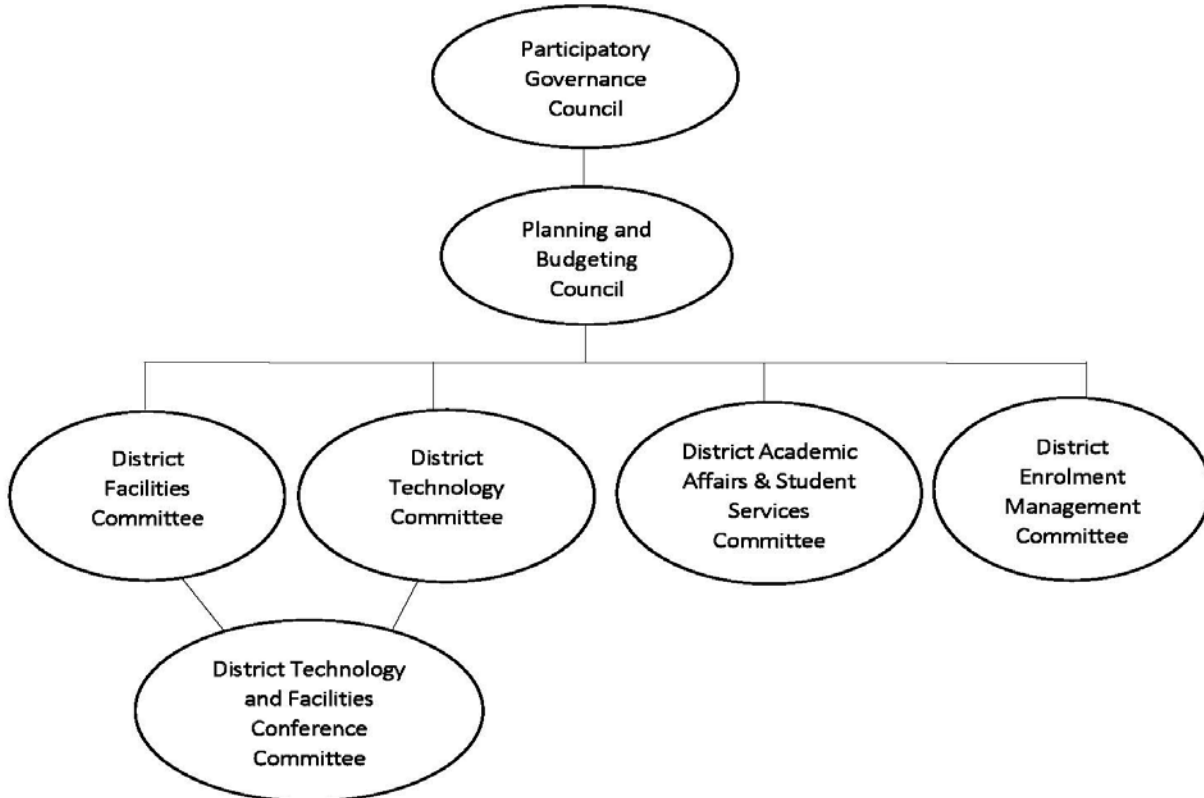 Participatory
Governance
Council
Planning and
Budgeting
Council
District
Facilities
Committee
District
Technology
Committee
District Academic
Affairs & Student
Services
Committee
District
Enrolment
Management
Committee
District Technology
and Facilities
Conference
Committee